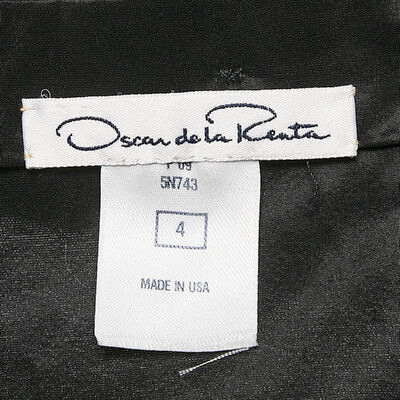 Oscar de la Renta
5N743
4
MADE IN USA